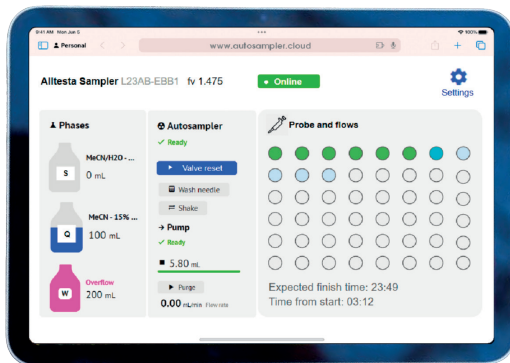 9:41 AM Mon Jun 5
100%
Personal
www.autosampler.cloud
Alltesta Sampler L23AB-EBB1 fv 1.475
Online
Settings
Phases
MeCN/H2O - ...
S
0 mL
MeCN - 15% ...
Q
100 mL
Overflow
W
200 mL
Autosampler
Ready
Valve reset
Wash needle
Shake
Pump
Ready
5.80 mL
Purge
0.00 mL/min Flow rate
Probe and flows
Expected finish time: 23:49
Time from start: 03:12